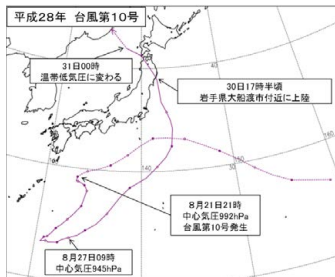 平成28年 台風第10号
31日00時
温帯低気圧に変わる
30日17時半頃
岩手県大船渡市付近に上陸
140
150
160
8月21日21時
中心気圧992hPa
台風第10号発生
8月27日09時
中心気圧945hPa